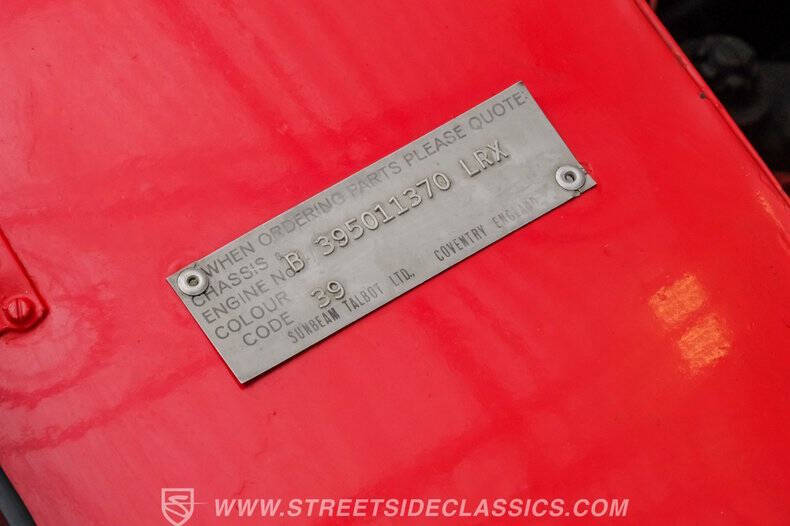 WHEN ORDERING PARTS PLEASE QUOTE:
CHASSIS &
ENGINE NO. B 395011370 LRX
COLOUR
CODE 39
SUNBEAM TALBOT LTD., COVENTRY ENGLAND
WWW.STREETSIDECLASSICS.COM